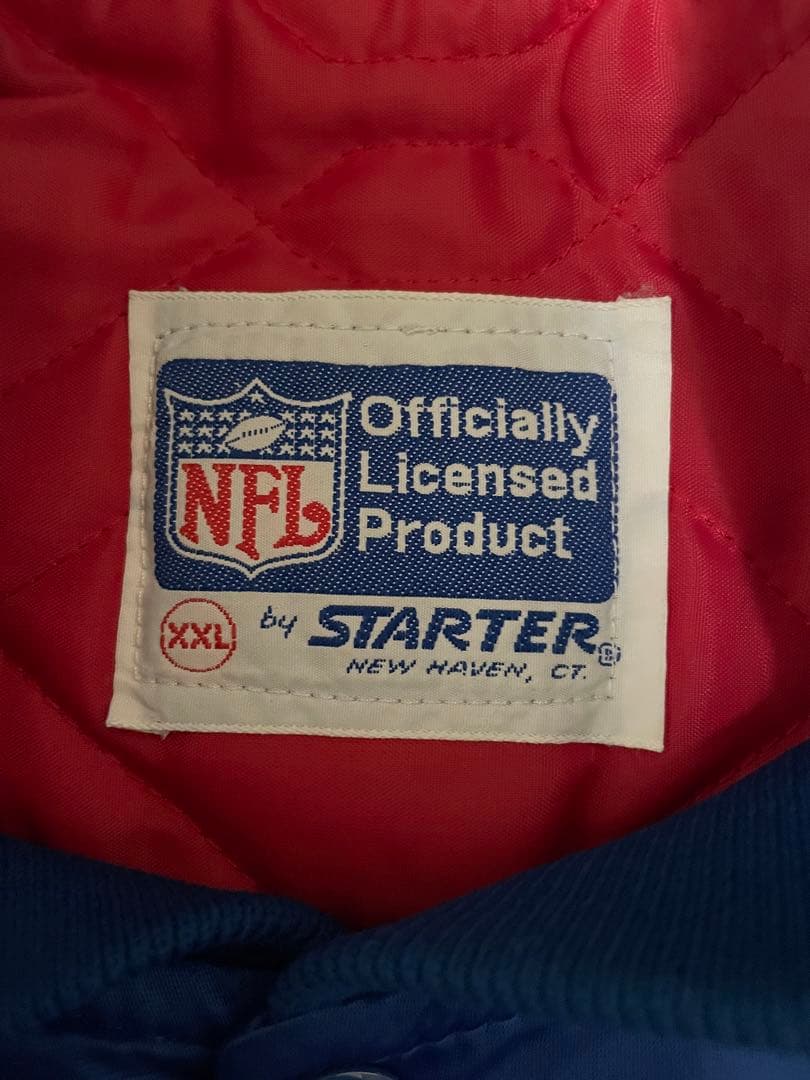 NFL
Officially
Licensed
Product
XXL
by STARTER®
NEW HAVEN, CT.